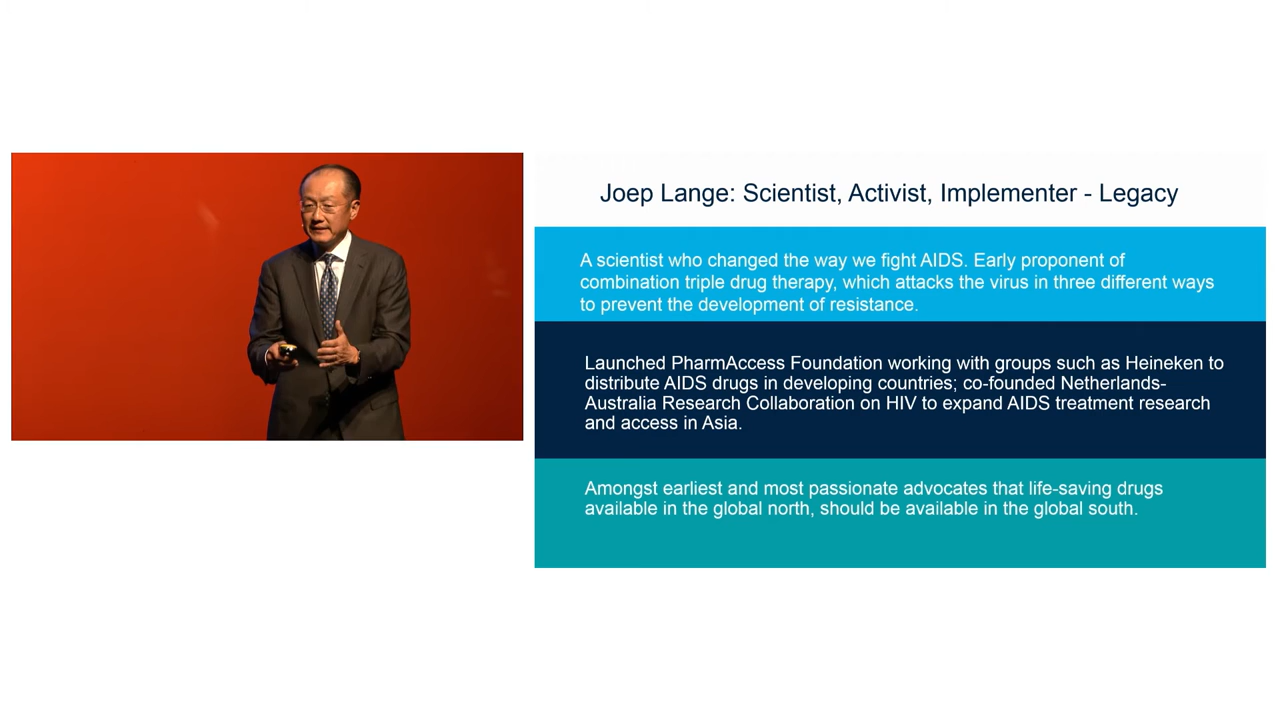 Joep Lange: Scientist, Activist, Implementer - Legacy
A scientist who changed the way we fight AIDS. Early proponent of
combination triple drug therapy, which attacks the virus in three different ways
to prevent the development of resistance.
Launched PharmAccess Foundation working with groups such as Heineken to
distribute AIDS drugs in developing countries; co-founded Netherlands-
Australia Research Collaboration on HIV to expand AIDS treatment research
and access in Asia.
Amongst earliest and most passionate advocates that life-saving drugs
available in the global north, should be available in the global south.